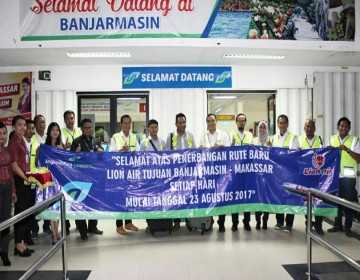 Selamat Datang di
BANJARMASIN
SELAMAT DATANG
"SELAMAT ATAS PENERBANGAN RUTE BARU
LION AIR TUJUAN BANJARMASIN - MAKASSAR
SETIAP HARI
MULAI TANGGAL 23 AGUSTUS 2017"
Lion air